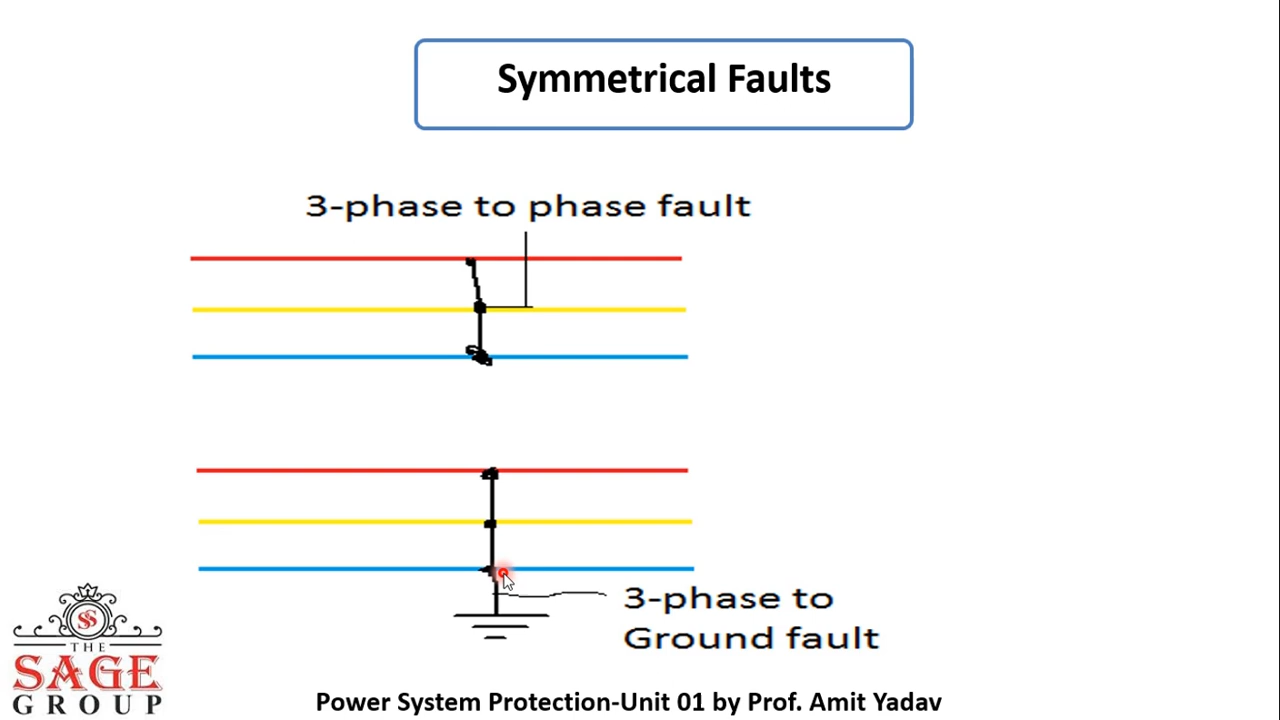 Symmetrical Faults
3-phase to phase fault
3-phase to
Ground fault
SS
THE
SAGE
GROUP
Power System Protection-Unit 01 by Prof. Amit Yadav